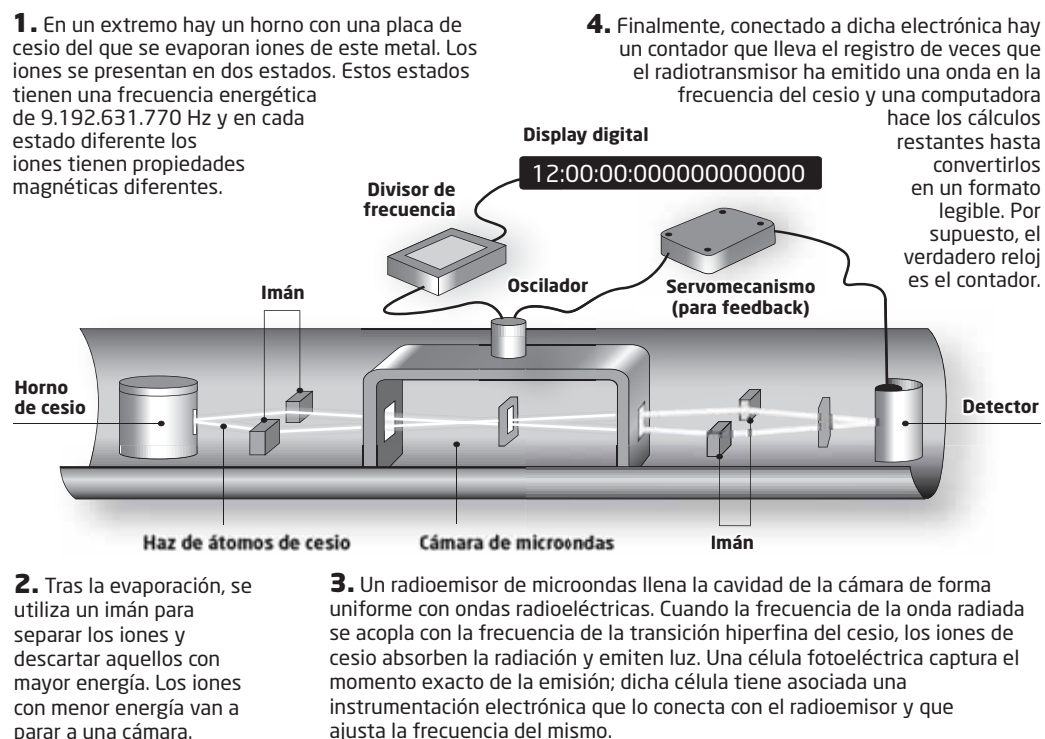 1. En un extremo hay un horno con una placa de
cesio del que se evaporan iones de este metal. Los
iones se presentan en dos estados. Estos estados
tienen una frecuencia energética
de 9.192.631.770 Hz y en cada
estado diferente los
iones tienen propiedades
magnéticas diferentes.
4. Finalmente, conectado a dicha electrónica hay
un contador que lleva el registro de veces que
el radiotransmisor ha emitido una onda en la
frecuencia del cesio y una computadora
hace los cálculos
restantes hasta
convertirlos
en un formato
legible. Por
supuesto, el
verdadero reloj
es el contador.
Display digital
12:00:00:000000000000
Divisor de
frecuencia
Oscilador
Servomecanismo
(para feedback)
Imán
Horno
de cesio
Detector
Haz de átomos de cesio
Cámara de microondas
Imán
2. Tras la evaporación, se
utiliza un imán para
separar los iones y
descartar aquellos con
mayor energía. Los iones
con menor energía van a
parar a una cámara.
3. Un radioemisor de microondas llena la cavidad de la cámara de forma
uniforme con ondas radioeléctricas. Cuando la frecuencia de la onda radiada
se acopla con la frecuencia de la transición hiperfina del cesio, los iones de
cesio absorben la radiación y emiten luz. Una célula fotoeléctrica captura el
momento exacto de la emisión; dicha célula tiene asociada una
instrumentación electrónica que lo conecta con el radioemisor y que
ajusta la frecuencia del mismo.